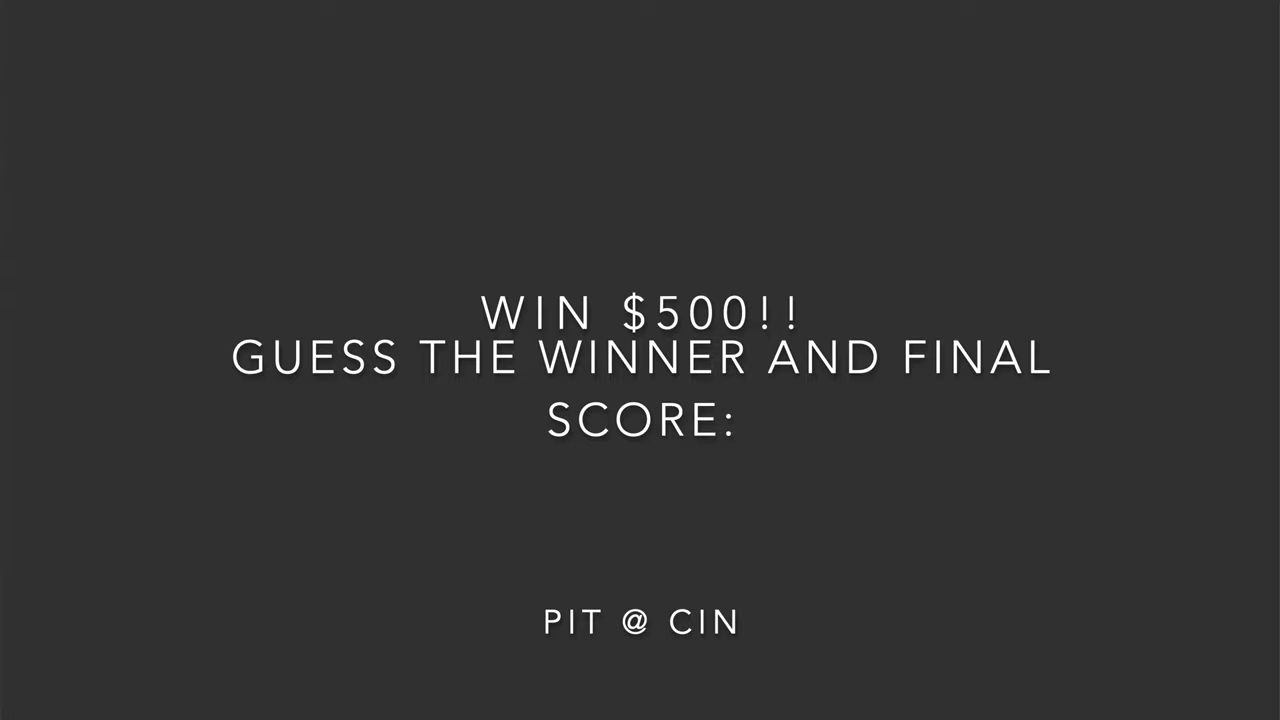 WIN $500!!
GUESS THE WINNER AND FINAL
SCORE:
PIT @ CIN